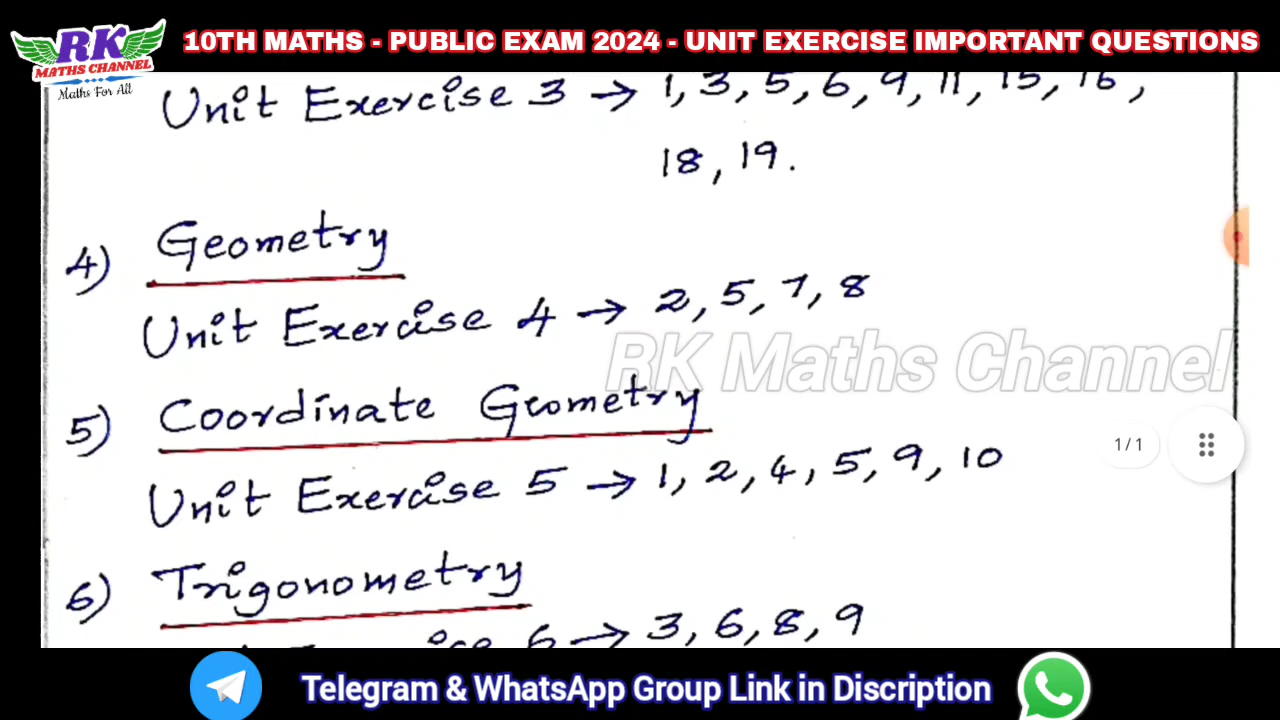 RK
MATHS CHANNEL
Maths For All
10TH MATHS - PUBLIC EXAM 2024 - UNIT EXERCISE IMPORTANT QUESTIONS
Unit Exercise 3 → 1, 3, 5, 6, 9, 11, 15, 16,
18, 19.
4) Geometry
Unit Exercise 4 → 2, 5, 7, 8
RK Maths Channel
5) Coordinate Geometry
1/1
Unit Exercise 5 → 1, 2, 4, 5, 9, 10
6) Trigonometry
6 → 3, 6, 8, 9
Telegram & WhatsApp Group Link in Discription